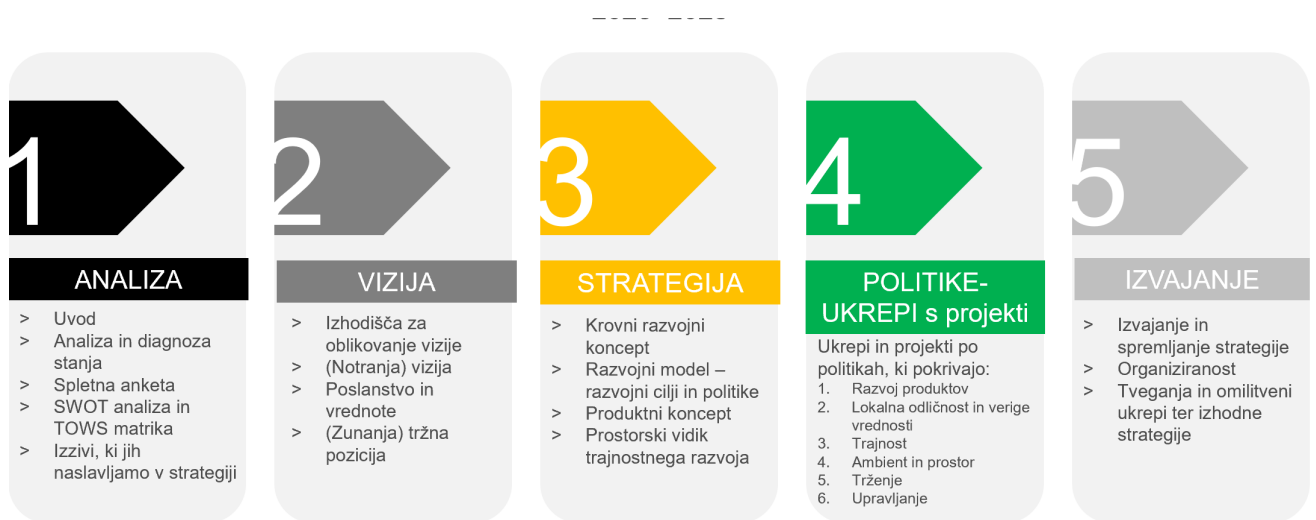 1
ANALIZA
> Uvod
> Analiza in diagnoza
stanja
> Spletna anketa
> SWOT analiza in
TOWS matrika
> Izzivi, ki jih
naslavljamo v strategiji
2
VIZIJA
> Izhodišča za
oblikovanje vizije
> (Notranja) vizija
> Poslanstvo in
vrednote
> (Zunanja) tržna
pozicija
3
STRATEGIJA
> Krovni razvojni
koncept
> Razvojni model –
razvojni cilji in politike
> Produktni koncept
> Prostorski vidik
trajnostnega razvoja
4
POLITIKE-
UKREPI s projekti
Ukrepi in projekti po
politikah, ki pokrivajo:
1. Razvoj produktov
2. Lokalna odličnost in verige
vrednosti
3. Trajnost
4. Ambient in prostor
5. Trženje
6. Upravljanje
5
IZVAJANJE
> Izvajanje in
spremljanje strategije
> Organiziranost
> Tveganja in omilitveni
ukrepi ter izhodne
strategije